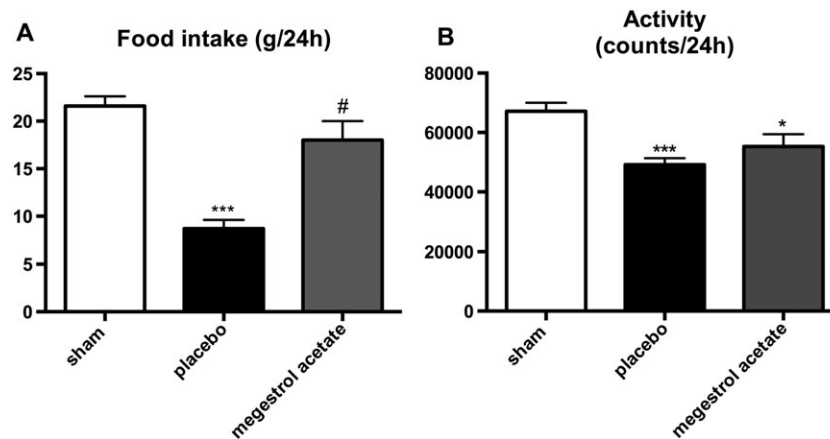 A
Food intake (g/24h)
25
20
15
10
5
0
#
***
sham
placebo
megestrol acetate
B
Activity
(counts/24h)
80000
60000
40000
20000
0
***
*
sham
placebo
megestrol acetate